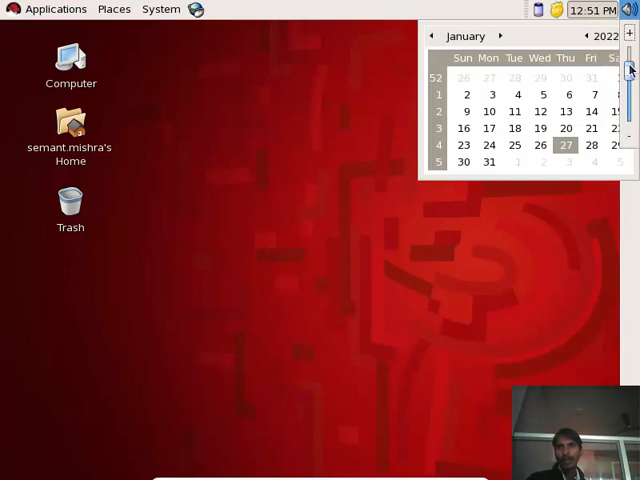 Applications Places System 12:51 PM
January 2022
Sun Mon Tue Wed Thu Fri
52 26 27 28 29 30 31
1 2 3 4 5 6 7
2 9 10 11 12 13 14
3 16 17 18 19 20 21
4 23 24 25 26 27 28
5 30 31 1 2 3 4 5
+
-
Computer
semant.mishra's
Home
Trash